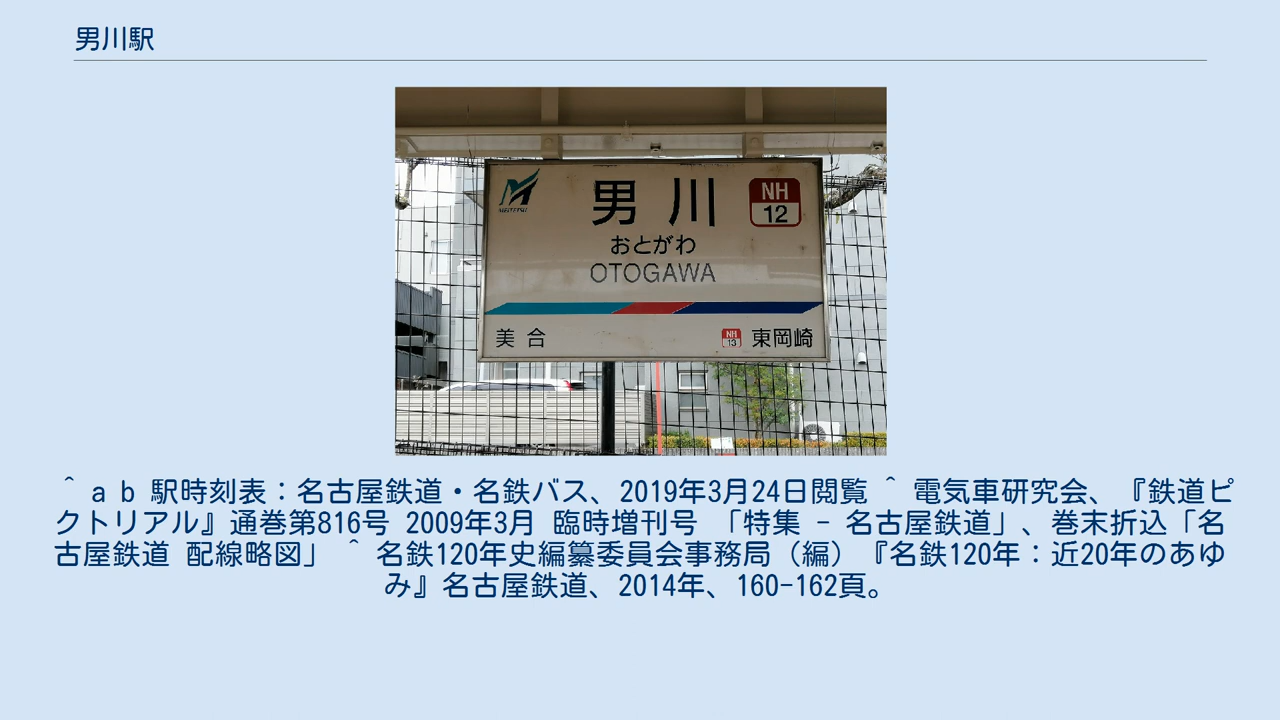 男川駅
MEITETSU
男川
NH
12
おとがわ
OTOGAWA
美合
NH
13
東岡崎
^ a b 駅時刻表：名古屋鉄道・名鉄バス、2019年3月24日閲覧 ^ 電気車研究会、『鉄道ピ
クトリアル』通巻第816号 2009年3月 臨時増刊号 「特集 - 名古屋鉄道」、巻末折込「名
古屋鉄道 配線略図」 ^ 名鉄120年史編纂委員会事務局（編）『名鉄120年：近20年のあゆ
み』名古屋鉄道、2014年、160-162頁。